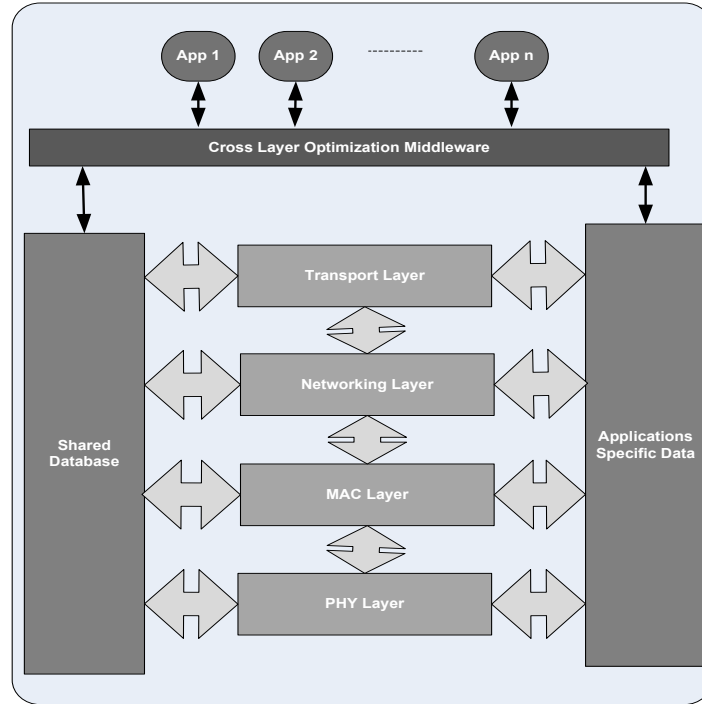 App 1
App 2
App n
Cross Layer Optimization Middleware
Transport Layer
Networking Layer
Shared
Database
Applications
Specific Data
MAC Layer
PHY Layer